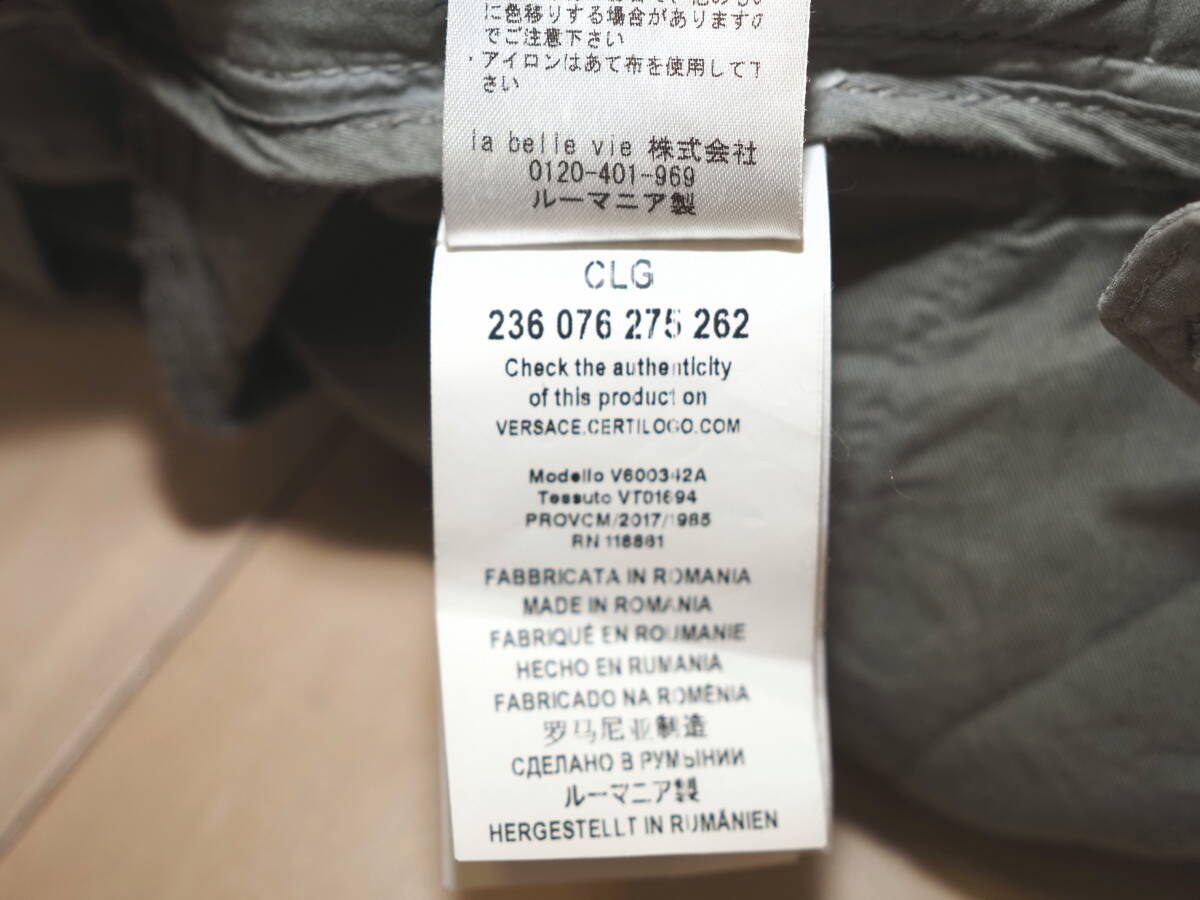 に色移りする場合がありますの
でご注意下さい
・アイロンはあて布を使用して下
さい
la belle vie 株式会社
0120-401-969
ルーマニア製
CLG
236 076 275 262
Check the authenticity
of this product on
VERSACE.CERTILOGO.COM
Modello V600342A
Tessuto VT01694
PROVCM/2017/1985
RN 118861
FABBRICATA IN ROMANIA
MADE IN ROMANIA
FABRIQUÉ EN ROUMANIE
HECHO EN RUMANIA
FABRICADO NA ROMÊNIA
罗马尼亚制造
СДЕЛАНО В РУМЫНИИ
ルーマニア製
HERGESTELLT IN RUMÄNIEN